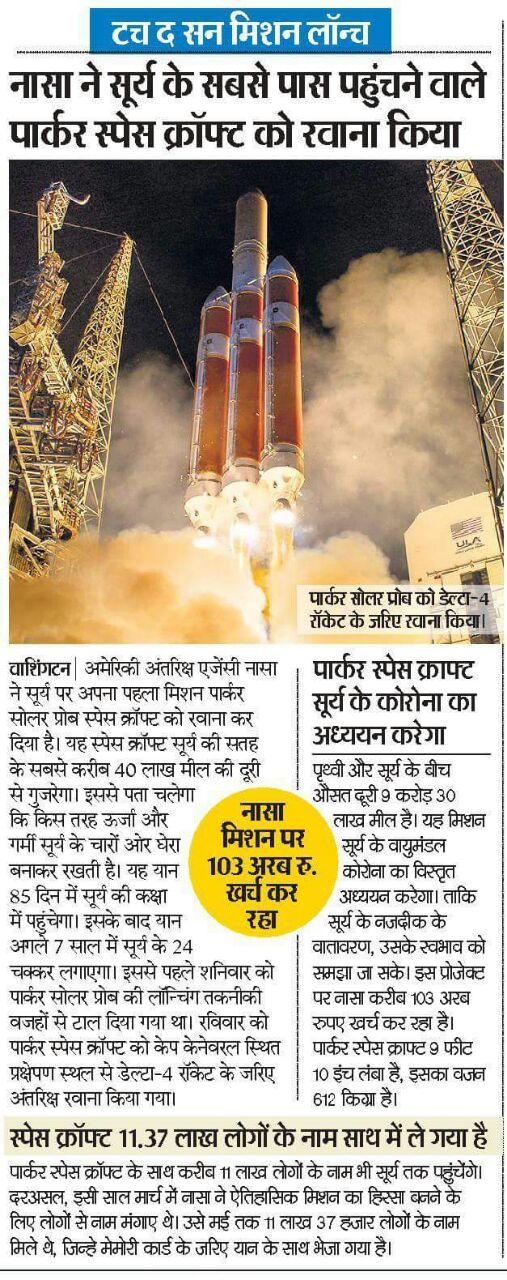 टच द सन मिशन लॉन्च
नासा ने सूर्य के सबसे पास पहुंचने वाले
पार्कर स्पेस क्रॉफ्ट को रवाना किया
ULA
पार्कर सोलर प्रोब को डेल्टा-4
रॉकेट के जरिए रवाना किया।
वाशिंगटन| अमेरिकी अंतरिक्ष एजेंसी नासा
ने सूर्य पर अपना पहला मिशन पार्कर
सोलर प्रोब स्पेस क्रॉफ्ट को रवाना कर
दिया है। यह स्पेस क्रॉफ्ट सूर्य की सतह
के सबसे करीब 40 लाख मील की दूरी
से गुजरेगा। इससे पता चलेगा
कि किस तरह ऊर्जा और
गर्मी सूर्य के चारों ओर घेरा
बनाकर रखती है। यह यान
85 दिन में सूर्य की कक्षा
में पहुंचेगा। इसके बाद यान
अगले 7 साल में सूर्य के 24
चक्कर लगाएगा। इससे पहले शनिवार को
पार्कर सोलर प्रोब की लॉन्चिंग तकनीकी
वजहों से टाल दिया गया था। रविवार को
पार्कर स्पेस क्रॉफ्ट को केप केनेवरल स्थित
प्रक्षेपण स्थल से डेल्टा-4 रॉकेट के जरिए
अंतरिक्ष रवाना किया गया।
नासा
मिशन पर
103 अरब रु.
खर्च कर
रहा
पार्कर स्पेस क्राफ्ट
सूर्य के कोरोना का
अध्ययन करेगा
पृथ्वी और सूर्य के बीच
औसत दूरी 9 करोड़ 30
लाख मील है। यह मिशन
सूर्य के वायुमंडल
कोरोना का विस्तृत
अध्ययन करेगा। ताकि
सूर्य के नजदीक के
वातावरण, उसके स्वभाव को
समझा जा सके। इस प्रोजेक्ट
पर नासा करीब 103 अरब
रुपए खर्च कर रहा है।
पार्कर स्पेस क्राफ्ट 9 फीट
10 इंच लंबा है, इसका वजन
612 किग्रा है।
स्पेस क्रॉफ्ट 11.37 लाख लोगों के नाम साथ में ले गया है
पार्कर स्पेस क्रॉफ्ट के साथ करीब 11 लाख लोगों के नाम भी सूर्य तक पहुंचेंगे।
दरअसल, इसी साल मार्च में नासा ने ऐतिहासिक मिशन का हिस्सा बनने के
लिए लोगों से नाम मंगाए थे। उसे मई तक 11 लाख 37 हजार लोगों के नाम
मिले थे, जिन्हे मेमोरी कार्ड के जरिए यान के साथ भेजा गया है।